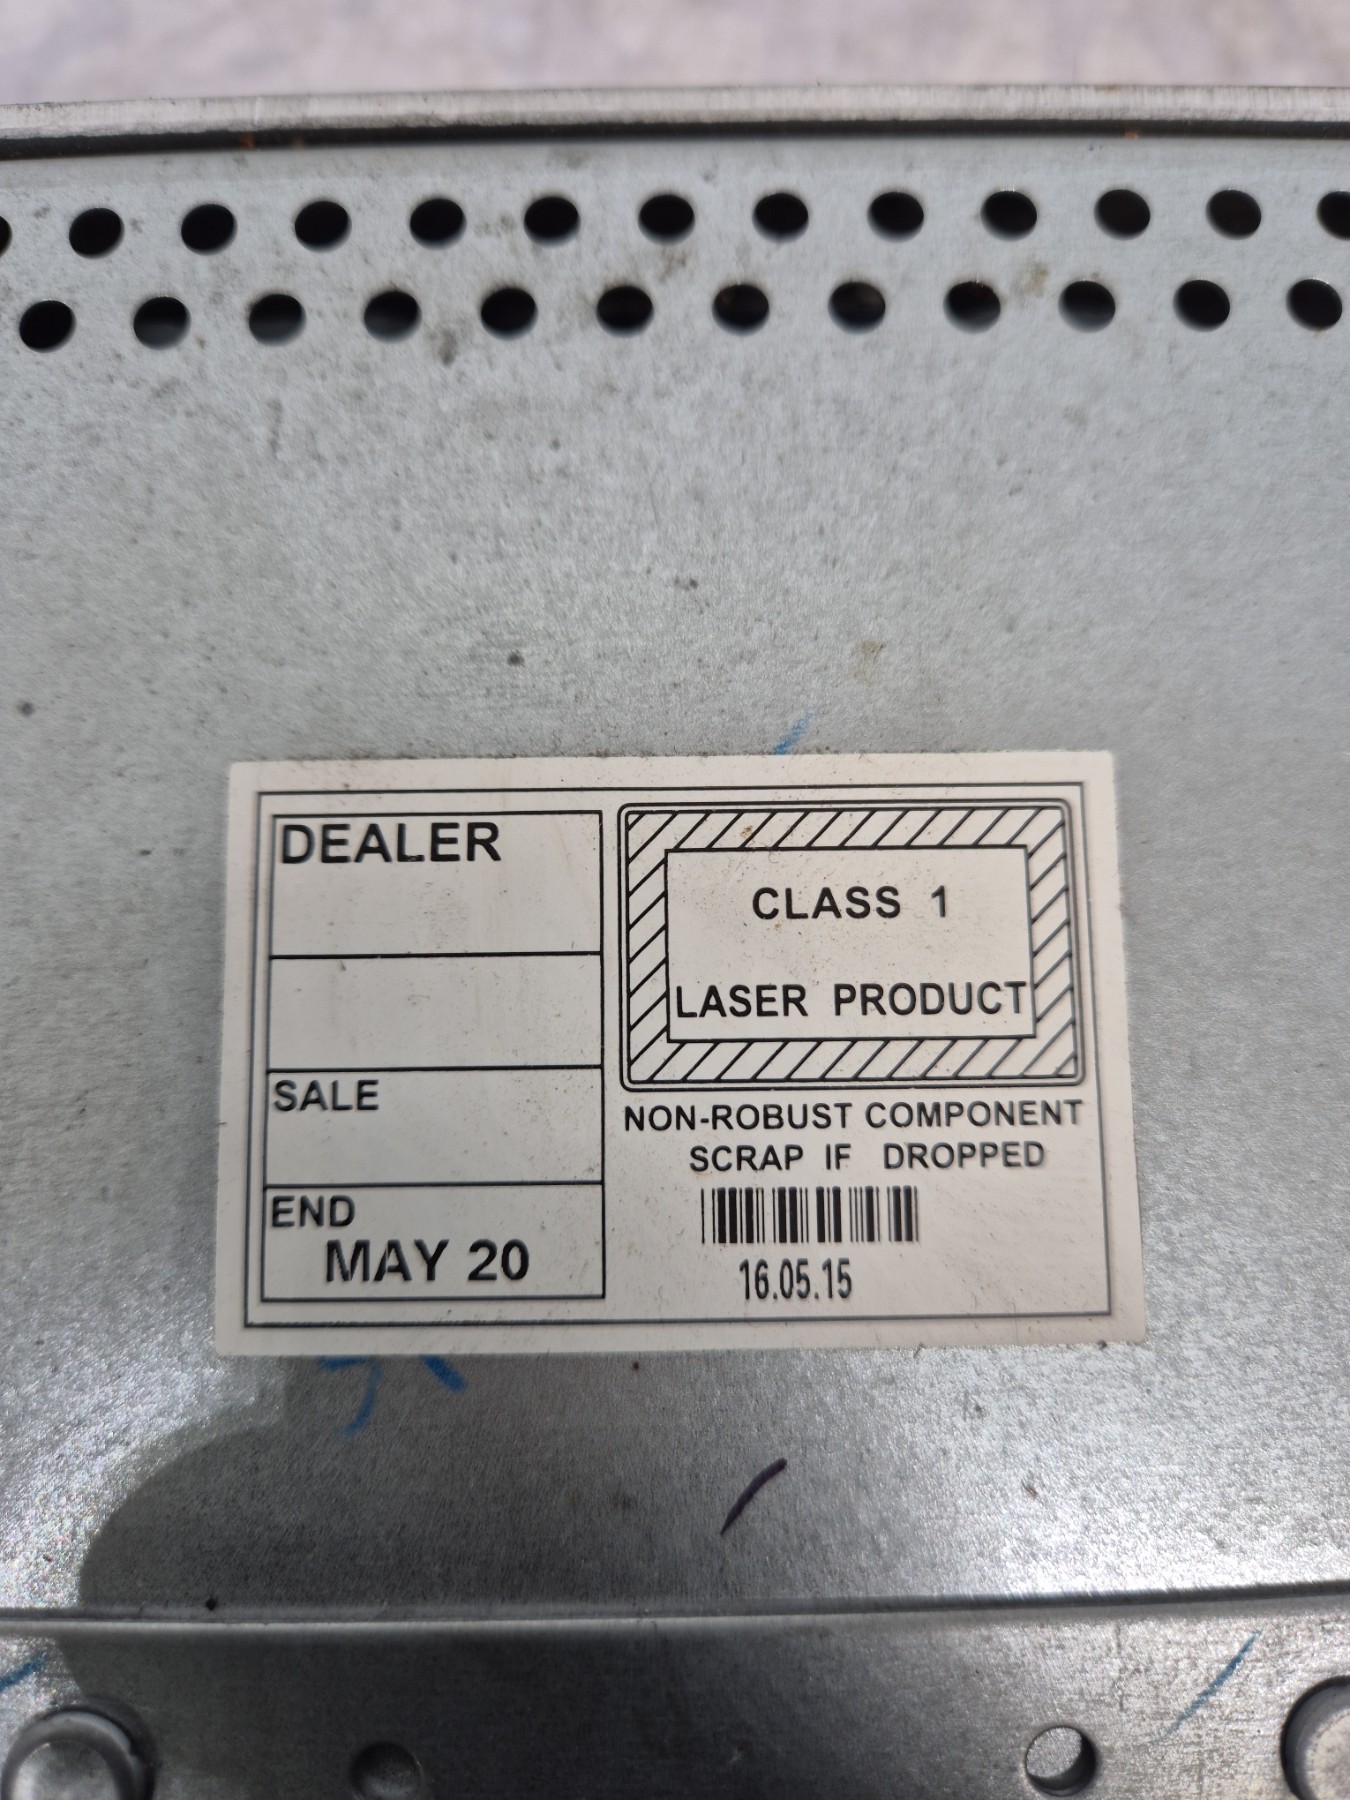 DEALER
SALE
END
MAY 20
CLASS 1
LASER PRODUCT
NON-ROBUST COMPONENT
SCRAP IF DROPPED
16.05.15